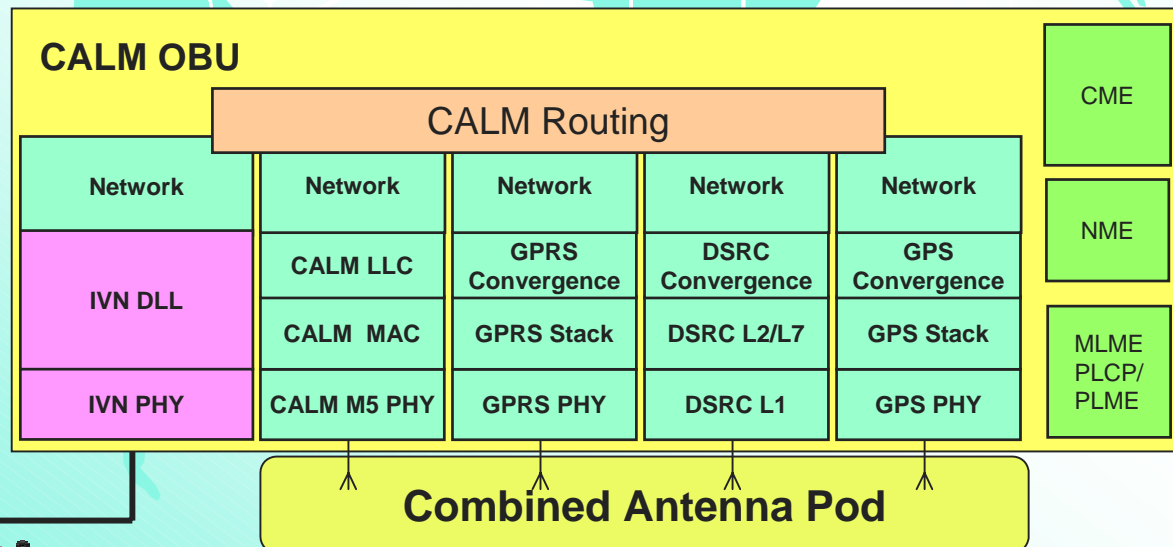 CALM OBU
CALM Routing
CME
Network
Network
Network
Network
Network
NME
IVN DLL
CALM LLC
GPRS
Convergence
DSRC
Convergence
GPS
Convergence
CALM MAC
GPRS Stack
DSRC L2/L7
GPS Stack
MLME
PLCP/
PLME
IVN PHY
CALM M5 PHY
GPRS PHY
DSRC L1
GPS PHY
Combined Antenna Pod